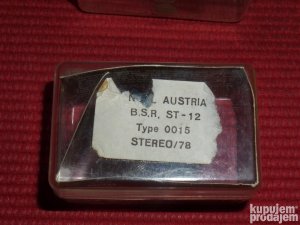 AUSTRIA
B.S.R, ST-12
Type 0015
STEREO/78
kupujem
prodajem